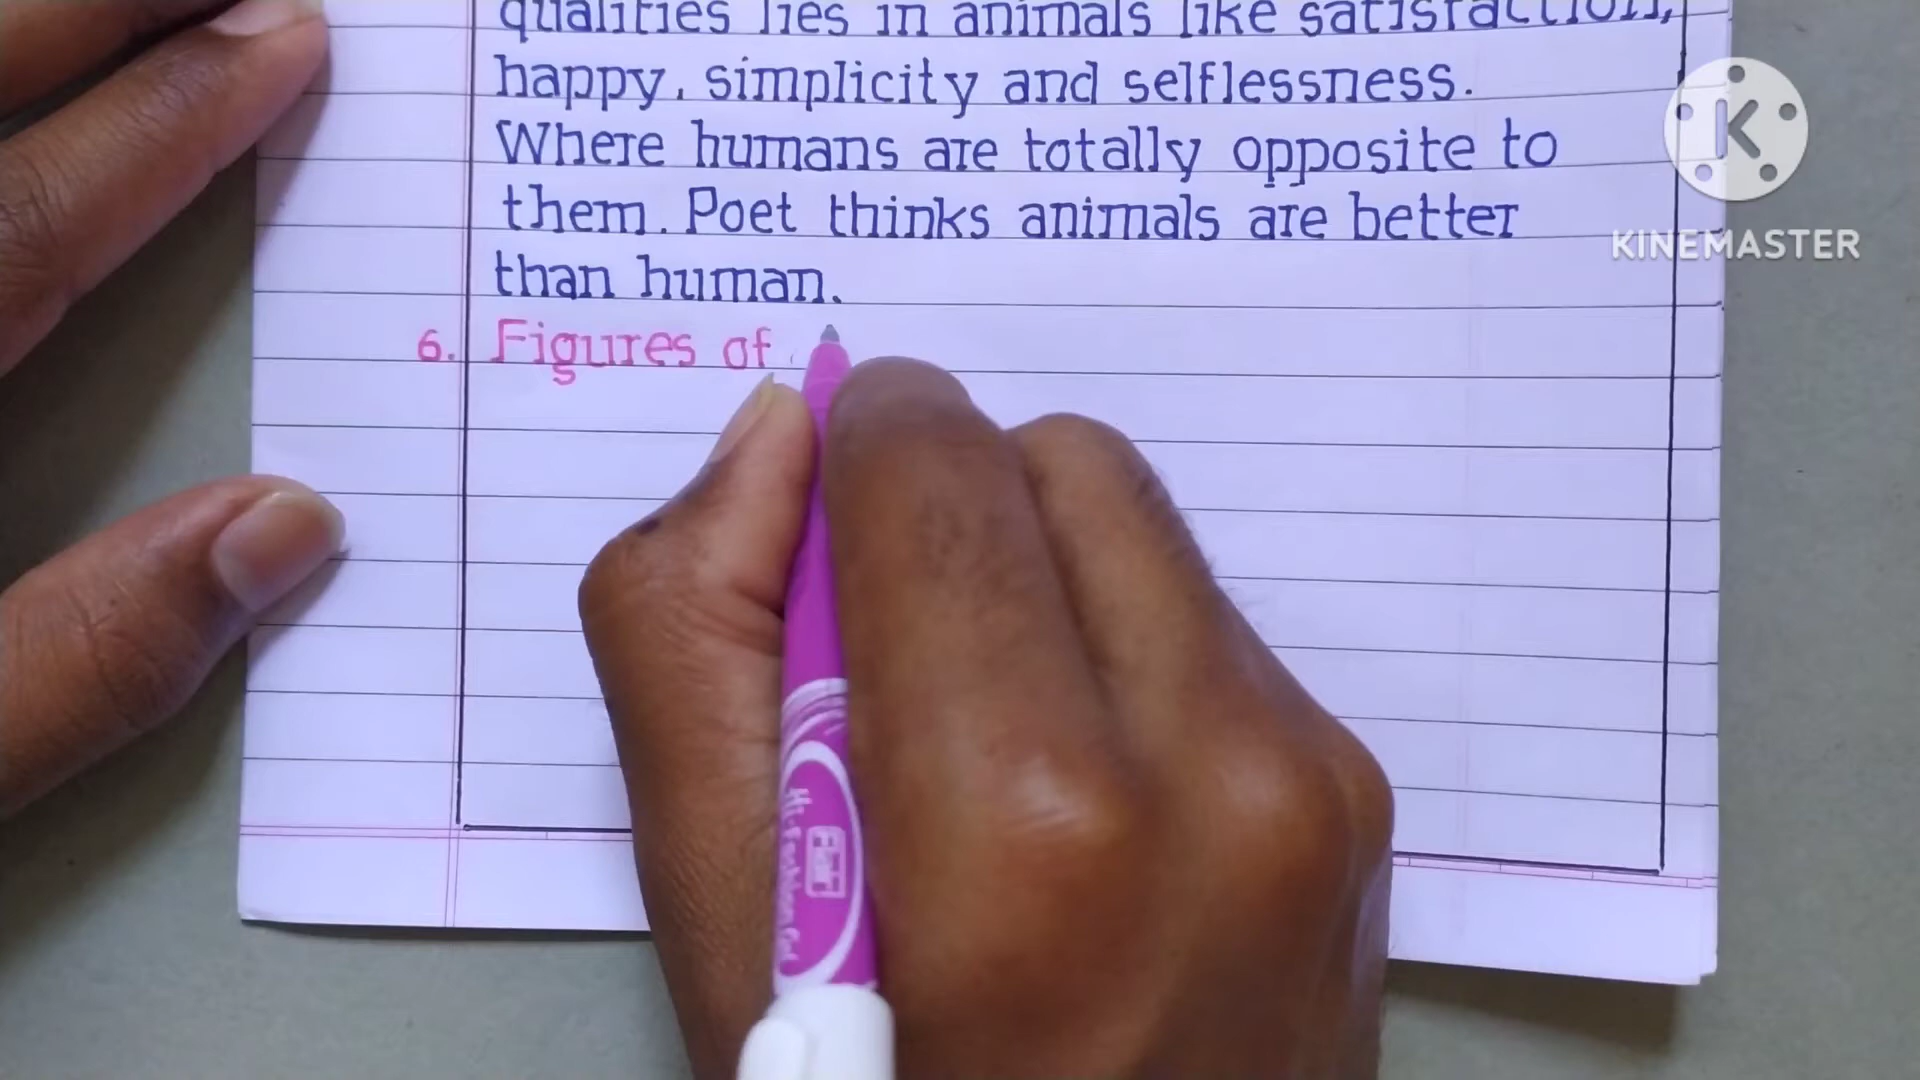 qualities lies in animals like satisfaction,
happy, simplicity and selflessness.
Where humans are totally opposite to
them. Poet thinks animals are better
than human.
6. Figures of
K
KINEMASTER
FLAIR